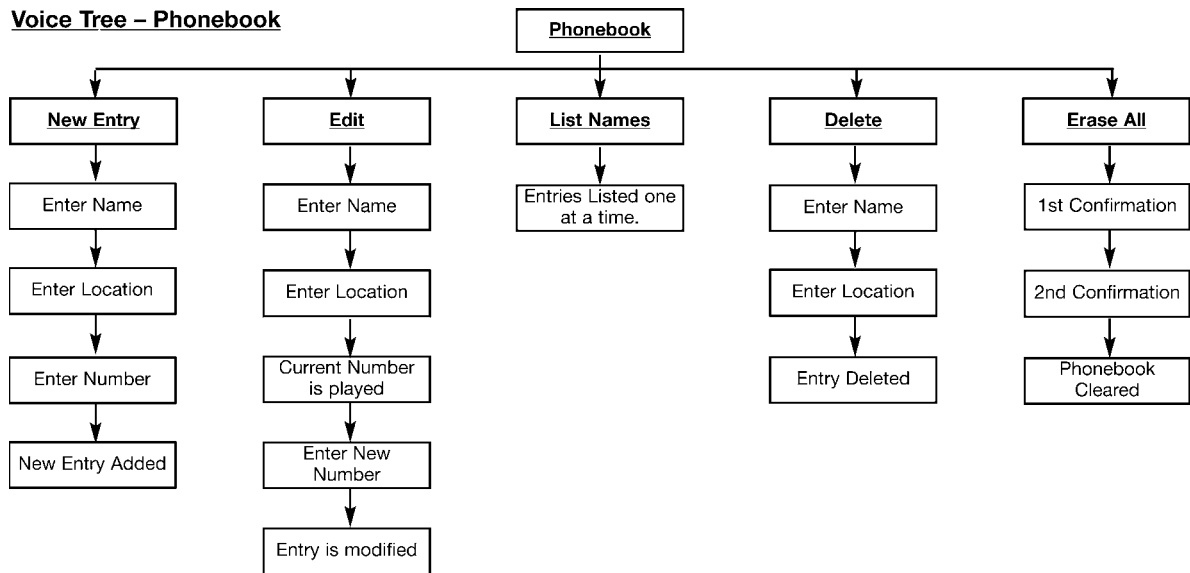 Voice Tree – Phonebook
Phonebook
New Entry
Edit
List Names
Delete
Erase All
Enter Name
Enter Name
Entries Listed one
at a time.
Enter Name
1st Confirmation
Enter Location
Enter Location
Enter Location
2nd Confirmation
Enter Number
Current Number
is played
Entry Deleted
Phonebook
Cleared
New Entry Added
Enter New
Number
Entry is modified